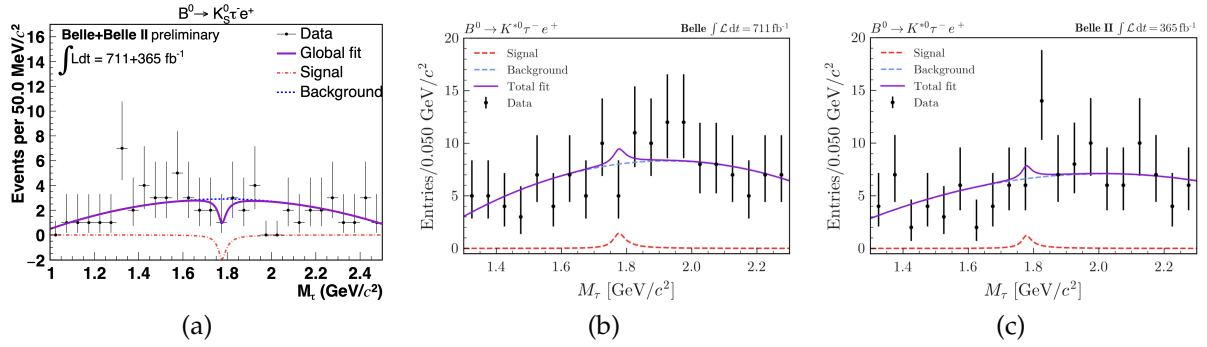 B⁰→ K⁰_S τ⁻e⁺
Belle+Belle II preliminary
∫Ldt = 711+365 fb⁻¹
Data
Global fit
Signal
Background
Events per 50.0 MeV/c²
16
14
12
10
8
6
4
2
0
−2
1 1.2 1.4 1.6 1.8 2 2.2 2.4
M_τ (GeV/c²)
(a)
B⁰ → K*⁰τ⁻e⁺ Belle ∫ ℒ dt = 711 fb⁻¹
Signal
Background
Total fit
Data
Entries/0.050 GeV/c²
20
15
10
5
0
1.4 1.6 1.8 2.0 2.2
M_τ [GeV/c²]
(b)
B⁰ → K*⁰τ⁻e⁺ Belle II ∫ ℒ dt = 365 fb⁻¹
Signal
Background
Total fit
Data
Entries/0.050 GeV/c²
20
15
10
5
0
1.4 1.6 1.8 2.0 2.2
M_τ [GeV/c²]
(c)